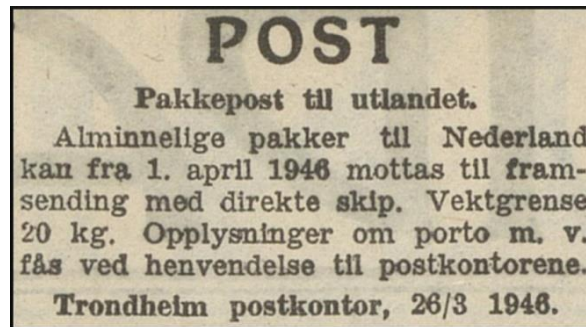 POST
Pakkepost til utlandet.
Alminnelige pakker til Nederland
kan fra 1. april 1946 mottas til fram-
sending med direkte skip. Vektgrense
20 kg. Opplysninger om porto m. v.
fås ved henvendelse til postkontorene.
Trondheim postkontor, 26/3 1946.